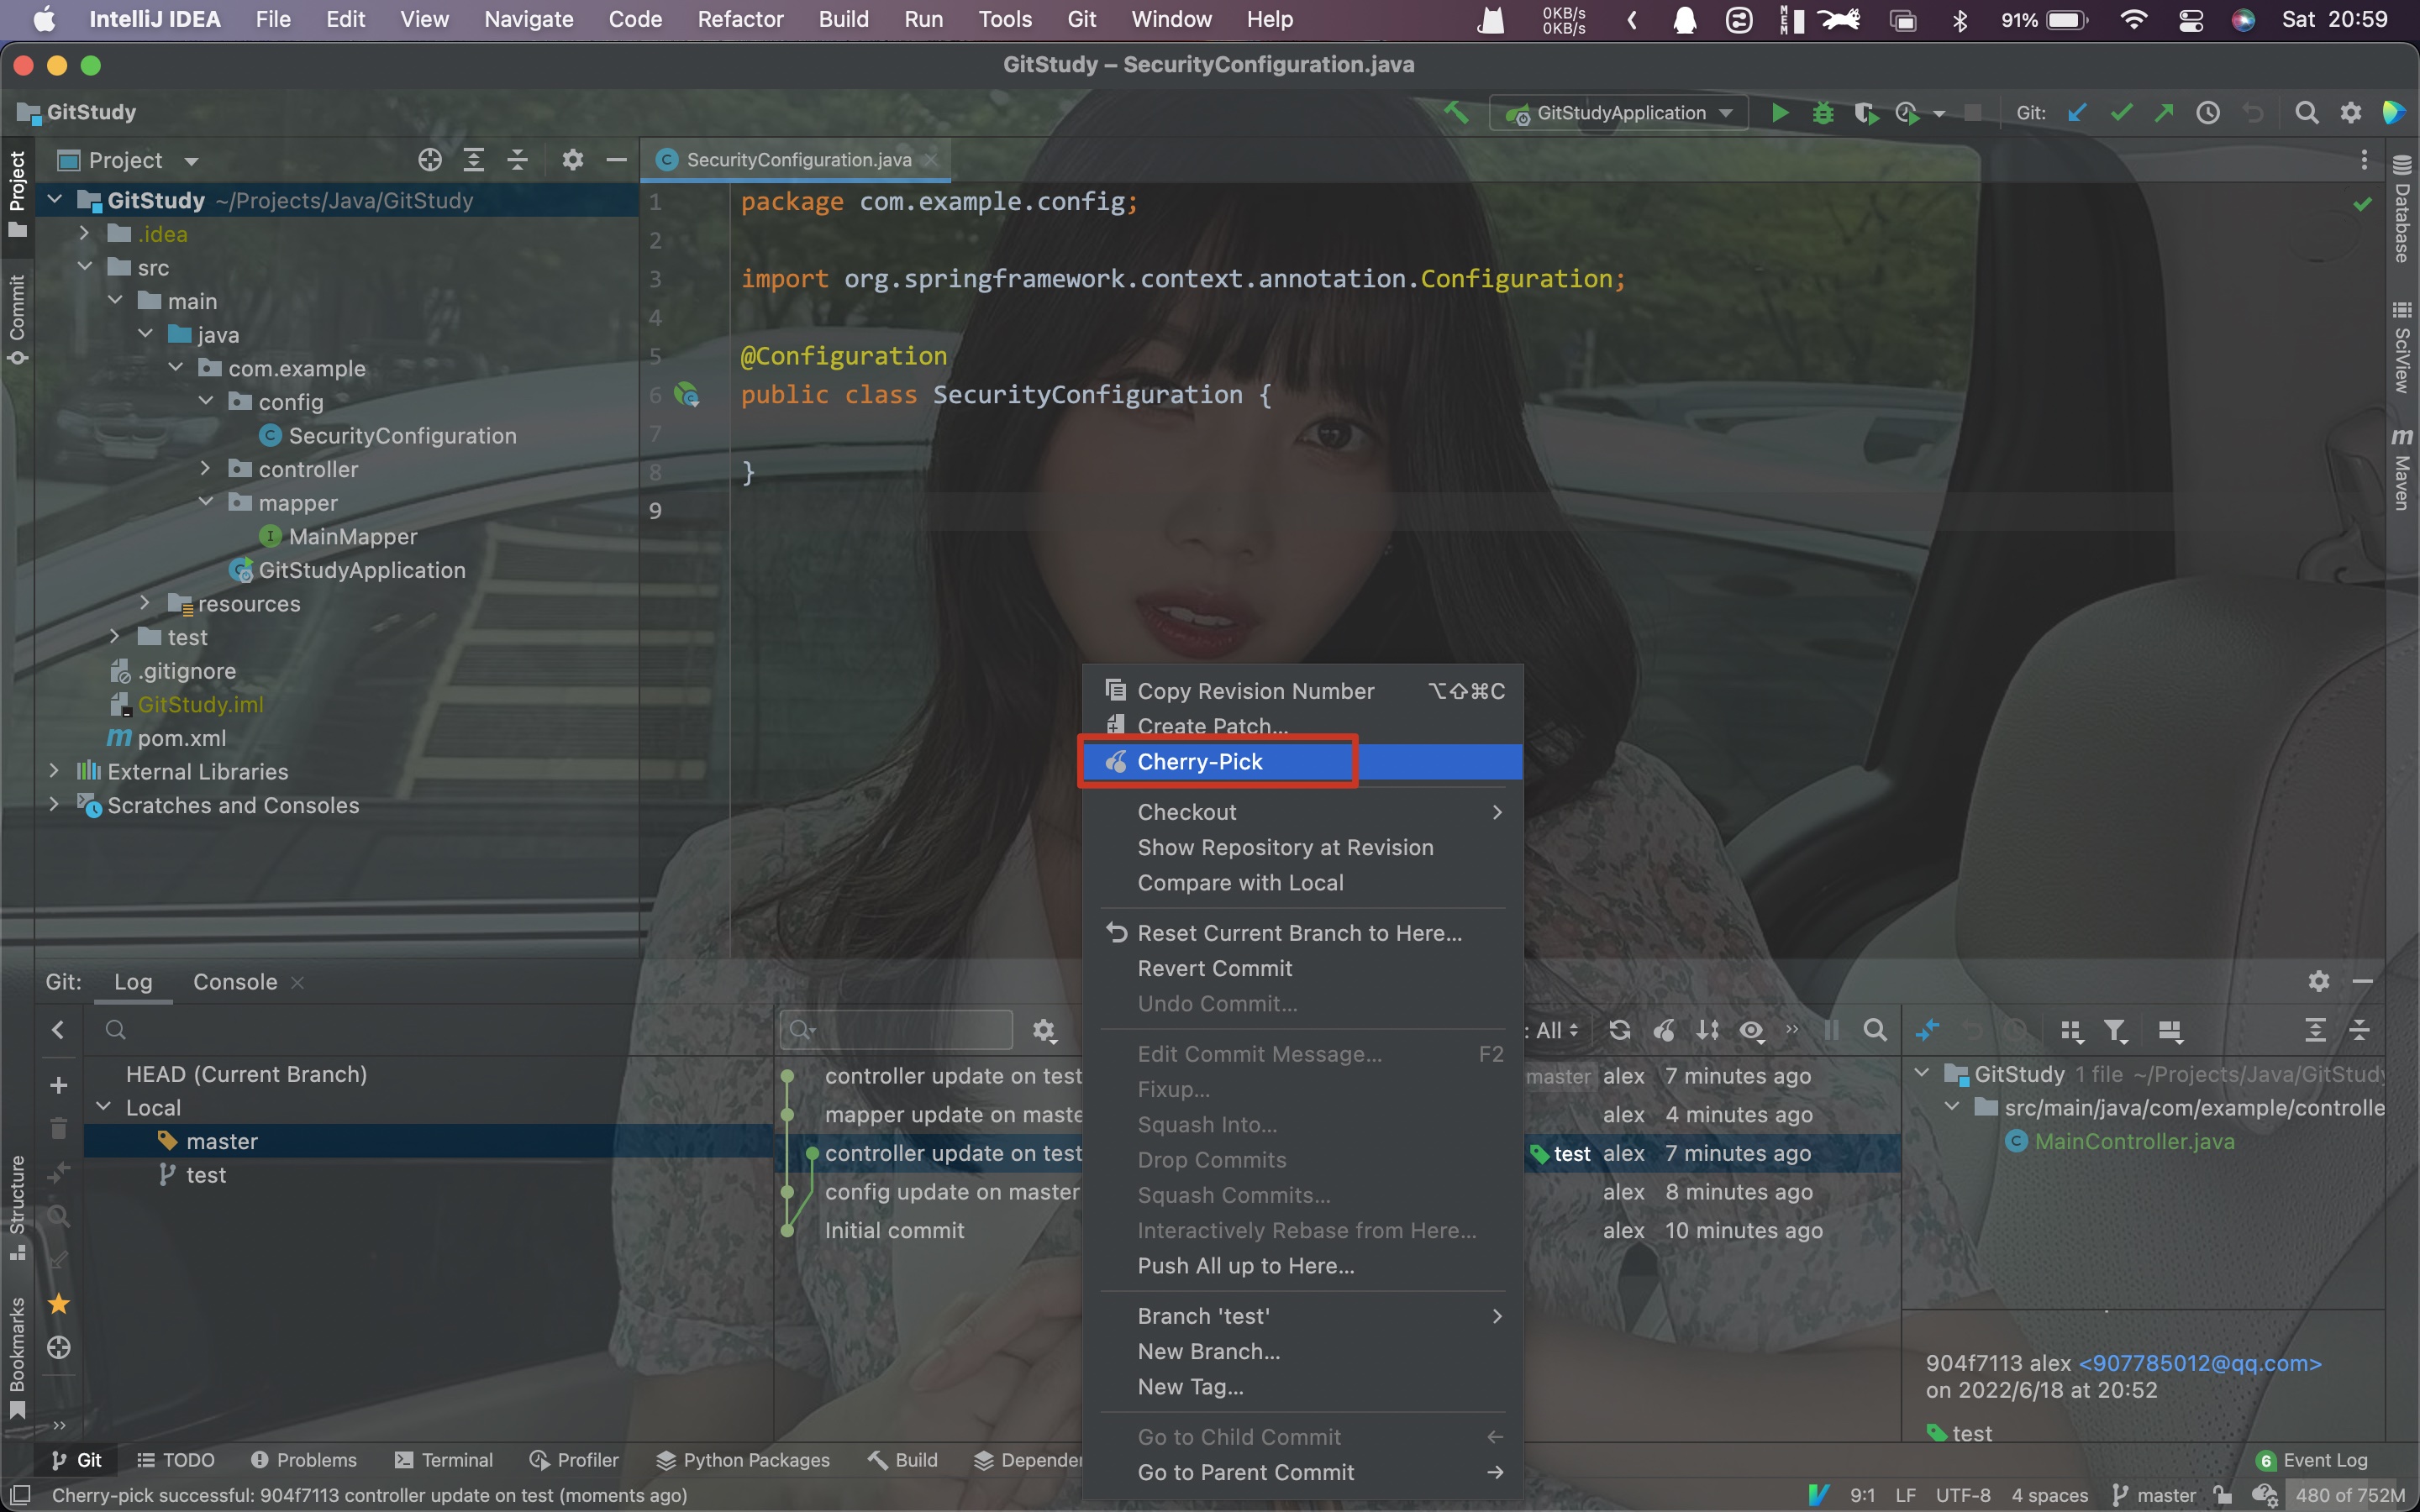 IntelliJ IDEA File Edit View Navigate Code Refactor Build Run Tools Git Window Help 0KB/s 0KB/s MEM 91% Sat 20:59
GitStudy – SecurityConfiguration.java
GitStudy GitStudyApplication Git:
Project
Commit
Structure
Bookmarks
Project
GitStudy ~/Projects/Java/GitStudy
.idea
src
main
java
com.example
config
SecurityConfiguration
controller
mapper
MainMapper
GitStudyApplication
resources
test
.gitignore
GitStudy.iml
pom.xml
External Libraries
Scratches and Consoles
SecurityConfiguration.java
1 package com.example.config;
2
3 import org.springframework.context.annotation.Configuration;
4
5 @Configuration
6 public class SecurityConfiguration {
7
8 }
9
Database
SciView
Maven
Copy Revision Number ⌥⇧⌘C
Create Patch...
Cherry-Pick
Checkout
Show Repository at Revision
Compare with Local
Reset Current Branch to Here...
Revert Commit
Undo Commit...
Edit Commit Message... F2
Fixup...
Squash Into...
Drop Commits
Squash Commits...
Interactively Rebase from Here...
Push All up to Here...
Branch 'test'
New Branch...
New Tag...
Go to Child Commit ←
Go to Parent Commit →
Git: Log Console
HEAD (Current Branch)
Local
master
test
: All
controller update on test master alex 7 minutes ago
mapper update on maste alex 4 minutes ago
controller update on test test alex 7 minutes ago
config update on master alex 8 minutes ago
Initial commit alex 10 minutes ago
GitStudy 1 file ~/Projects/Java/GitStudy
src/main/java/com/example/controlle
MainController.java
904f7113 alex <907785012@qq.com>
on 2022/6/18 at 20:52
test
Git TODO Problems Terminal Profiler Python Packages Build Dependen 6 Event Log
Cherry-pick successful: 904f7113 controller update on test (moments ago) 9:1 LF UTF-8 4 spaces master 480 of 752M